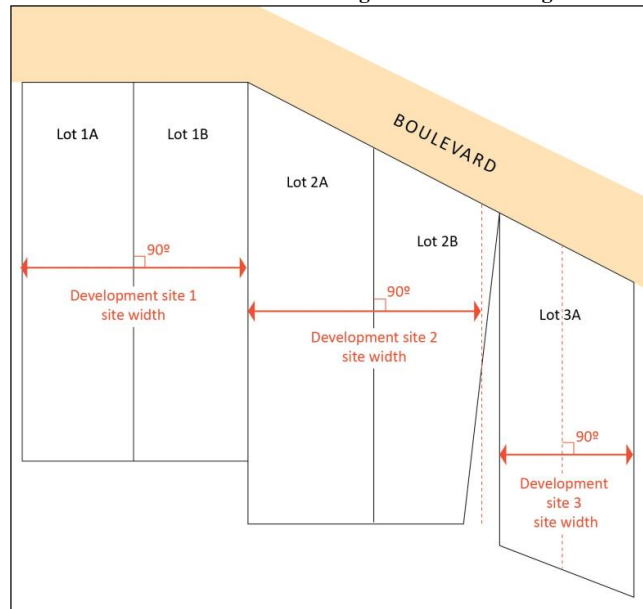 BOULEVARD
Lot 1A
Lot 1B
Lot 2A
Lot 2B
90º
Development site 1
site width
90º
Development site 2
site width
Lot 3A
90º
Development
site 3
site width